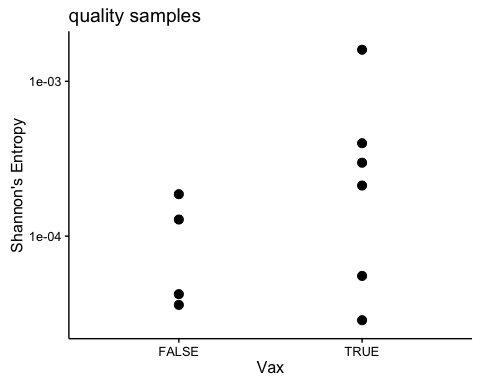 quality samples
Shannon's Entropy
1e-03
1e-04
FALSE
TRUE
Vax